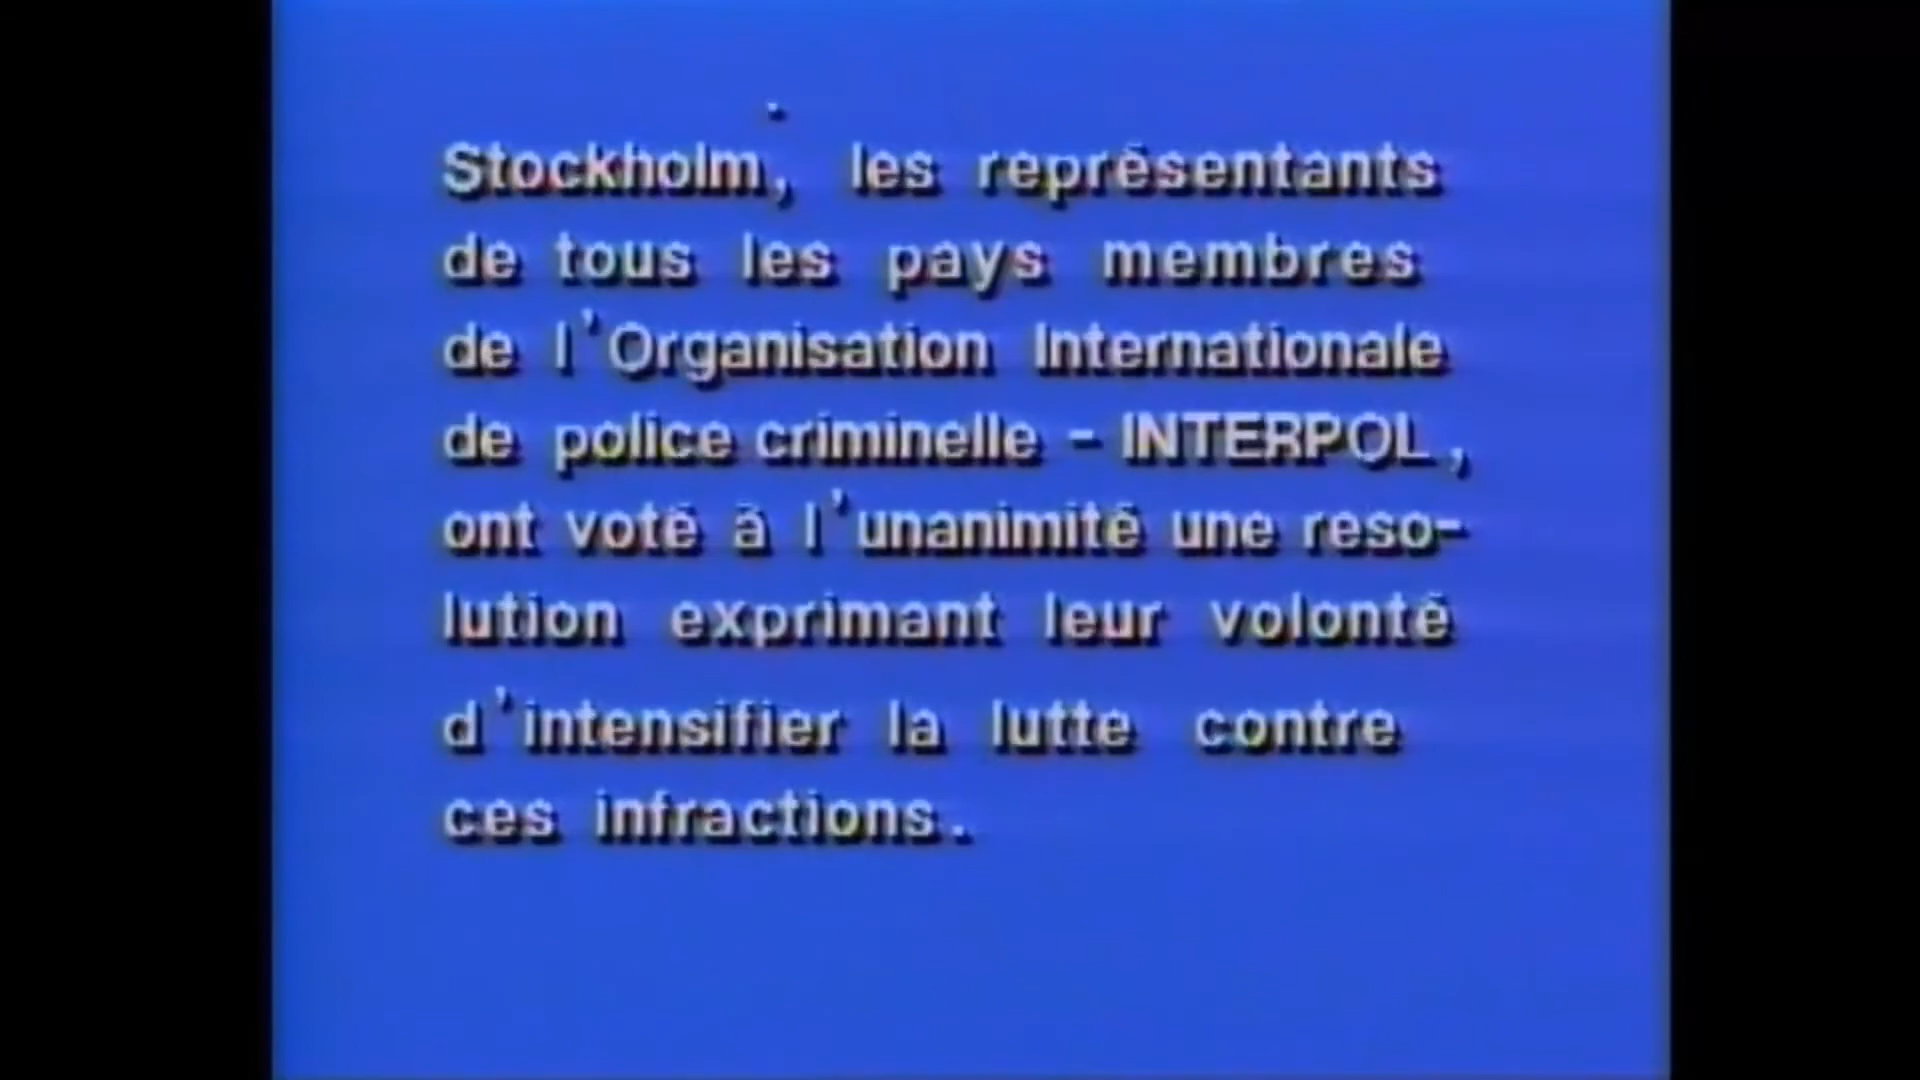 Stockholm, les représentants
de tous les pays membres
de l'Organisation Internationale
de police criminelle - INTERPOL,
ont voté à l'unanimité une reso-
lution exprimant leur volonté
d'intensifier la lutte contre
ces infractions.